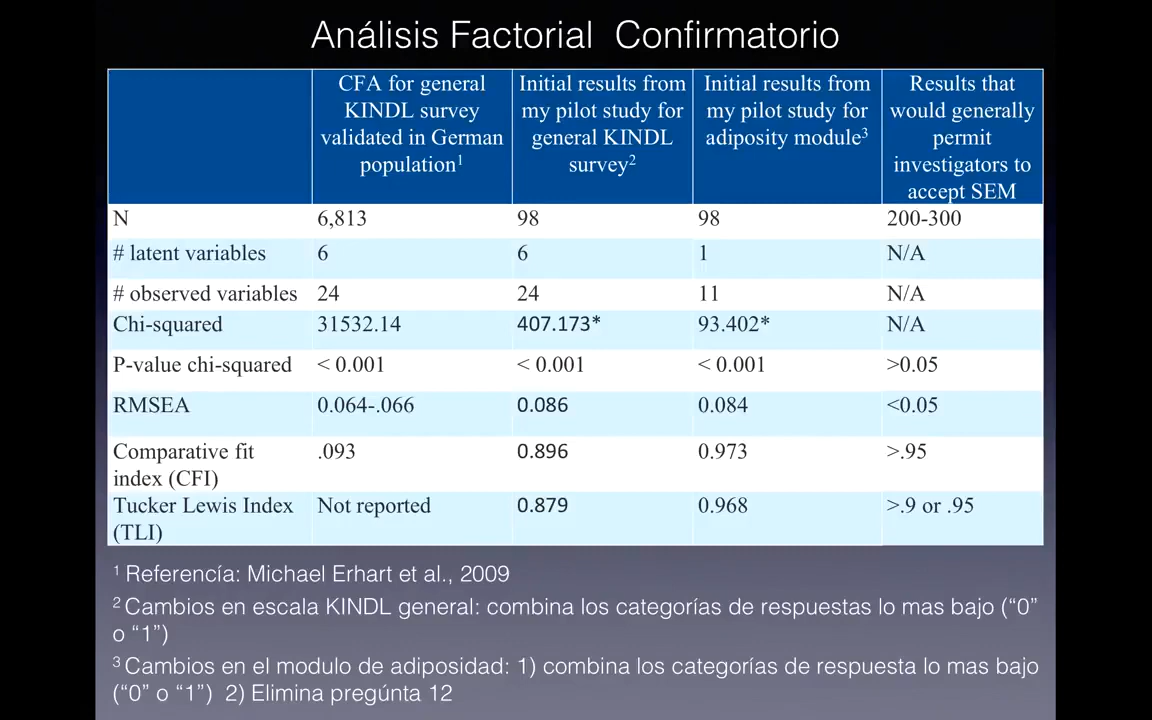 Análisis Factorial Confirmatorio
CFA for general KINDL survey validated in German population¹
Initial results from my pilot study for general KINDL survey²
Initial results from my pilot study for adiposity module³
Results that would generally permit investigators to accept SEM
N 6,813 98 98 200-300
# latent variables 6 6 1 N/A
# observed variables 24 24 11 N/A
Chi-squared 31532.14 407.173* 93.402* N/A
P-value chi-squared < 0.001 < 0.001 < 0.001 >0.05
RMSEA 0.064-.066 0.086 0.084 <0.05
Comparative fit index (CFI) .093 0.896 0.973 >.95
Tucker Lewis Index (TLI) Not reported 0.879 0.968 >.9 or .95
¹ Referencía: Michael Erhart et al., 2009
² Cambios en escala KINDL general: combina los categorías de respuestas lo mas bajo (“0”
o “1”)
³ Cambios en el modulo de adiposidad: 1) combina los categorías de respuesta lo mas bajo
(“0” o “1”) 2) Elimina pregúnta 12